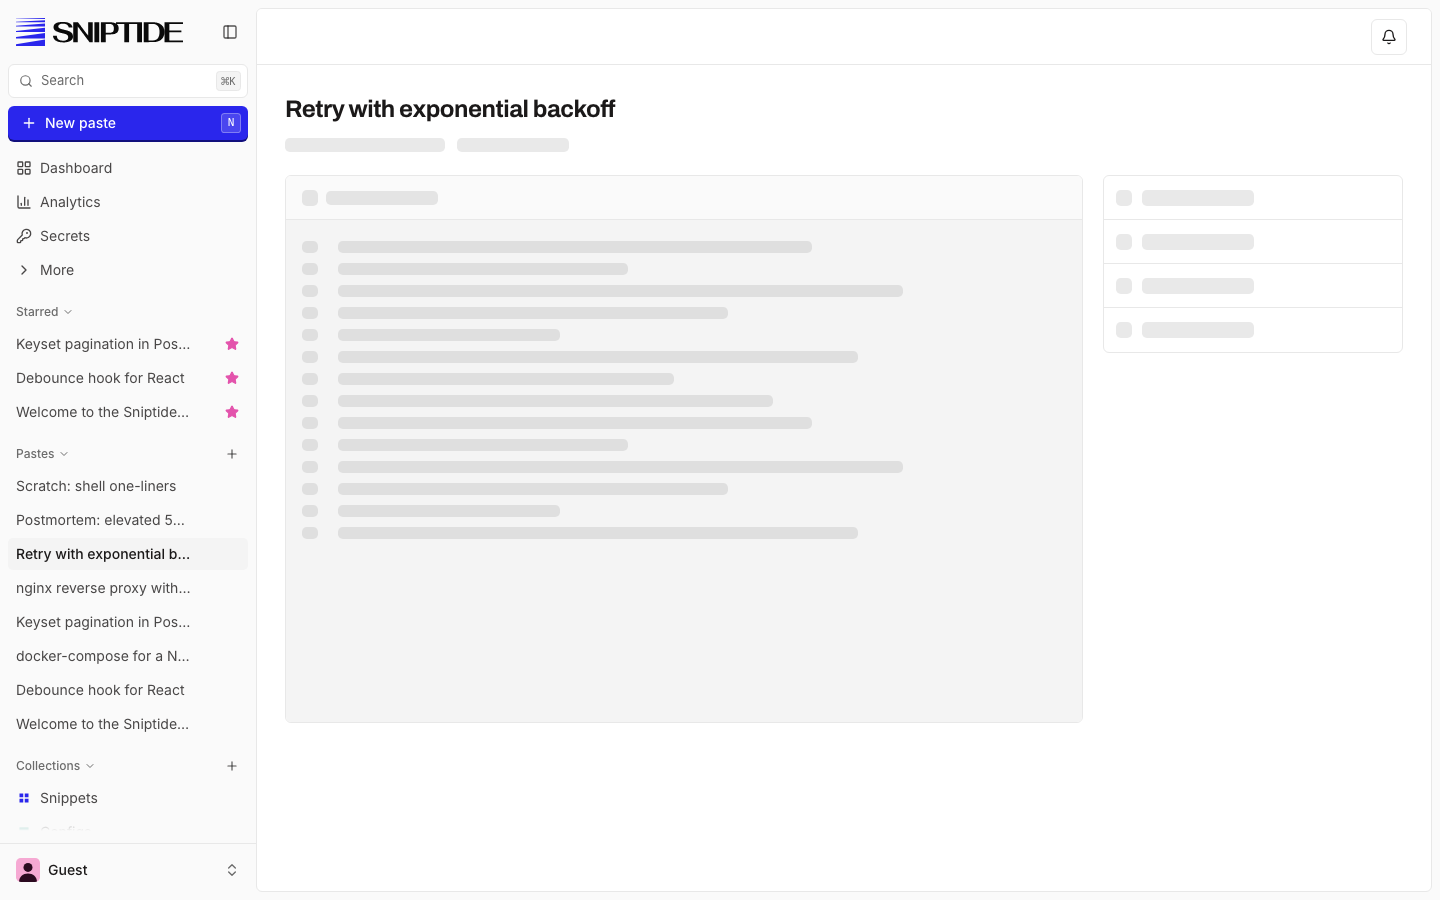 SNIPTIDE
Search ⌘K
New paste N
Dashboard
Analytics
Secrets
More
Starred
Keyset pagination in Pos...
Debounce hook for React
Welcome to the Sniptide...
Pastes
Scratch: shell one-liners
Postmortem: elevated 5...
Retry with exponential b...
nginx reverse proxy with...
Keyset pagination in Pos...
docker-compose for a N...
Debounce hook for React
Welcome to the Sniptide...
Collections
Snippets
Guest
Retry with exponential backoff